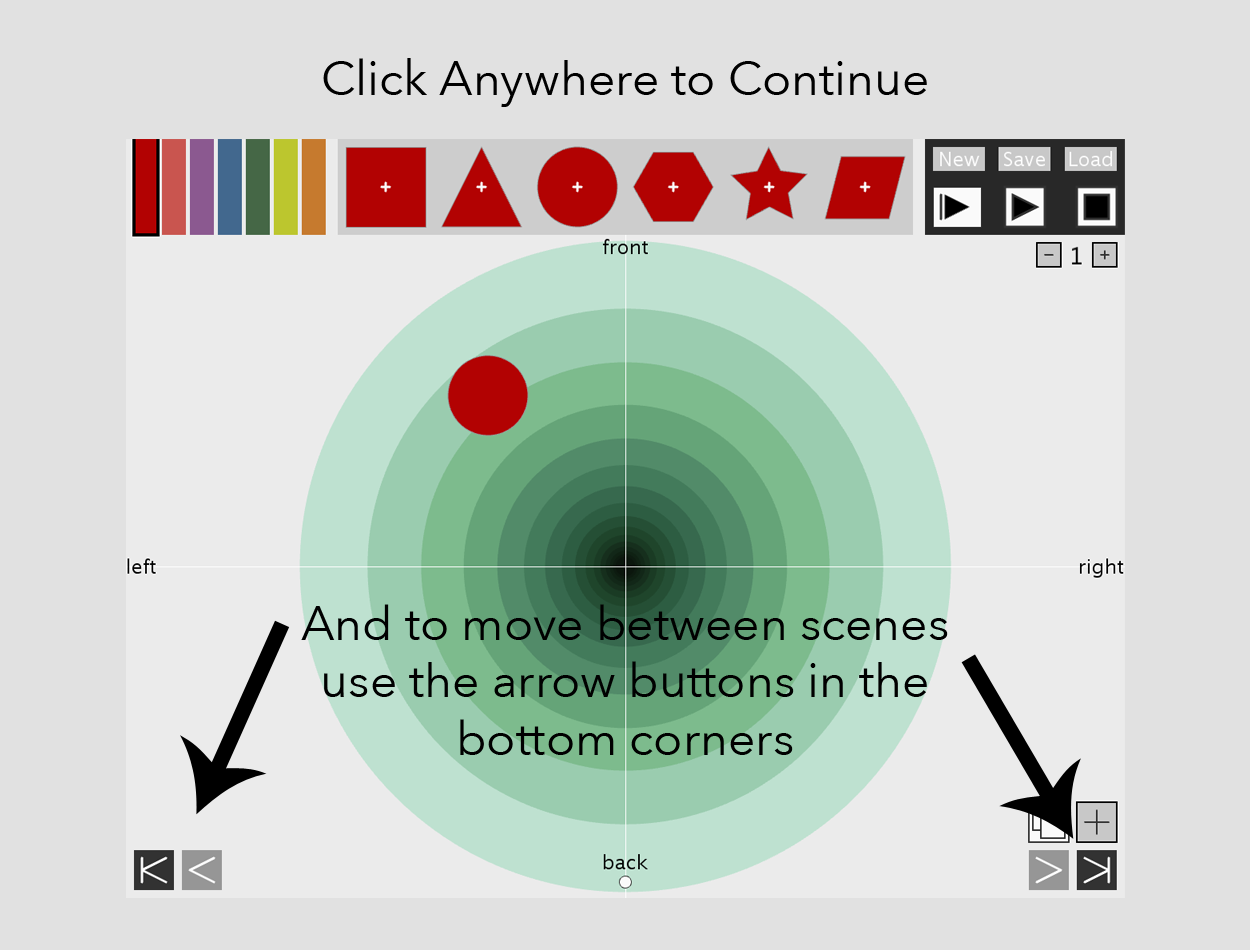 Click Anywhere to Continue
New Save Load
front
− 1 +
left
right
And to move between scenes
use the arrow buttons in the
bottom corners
back